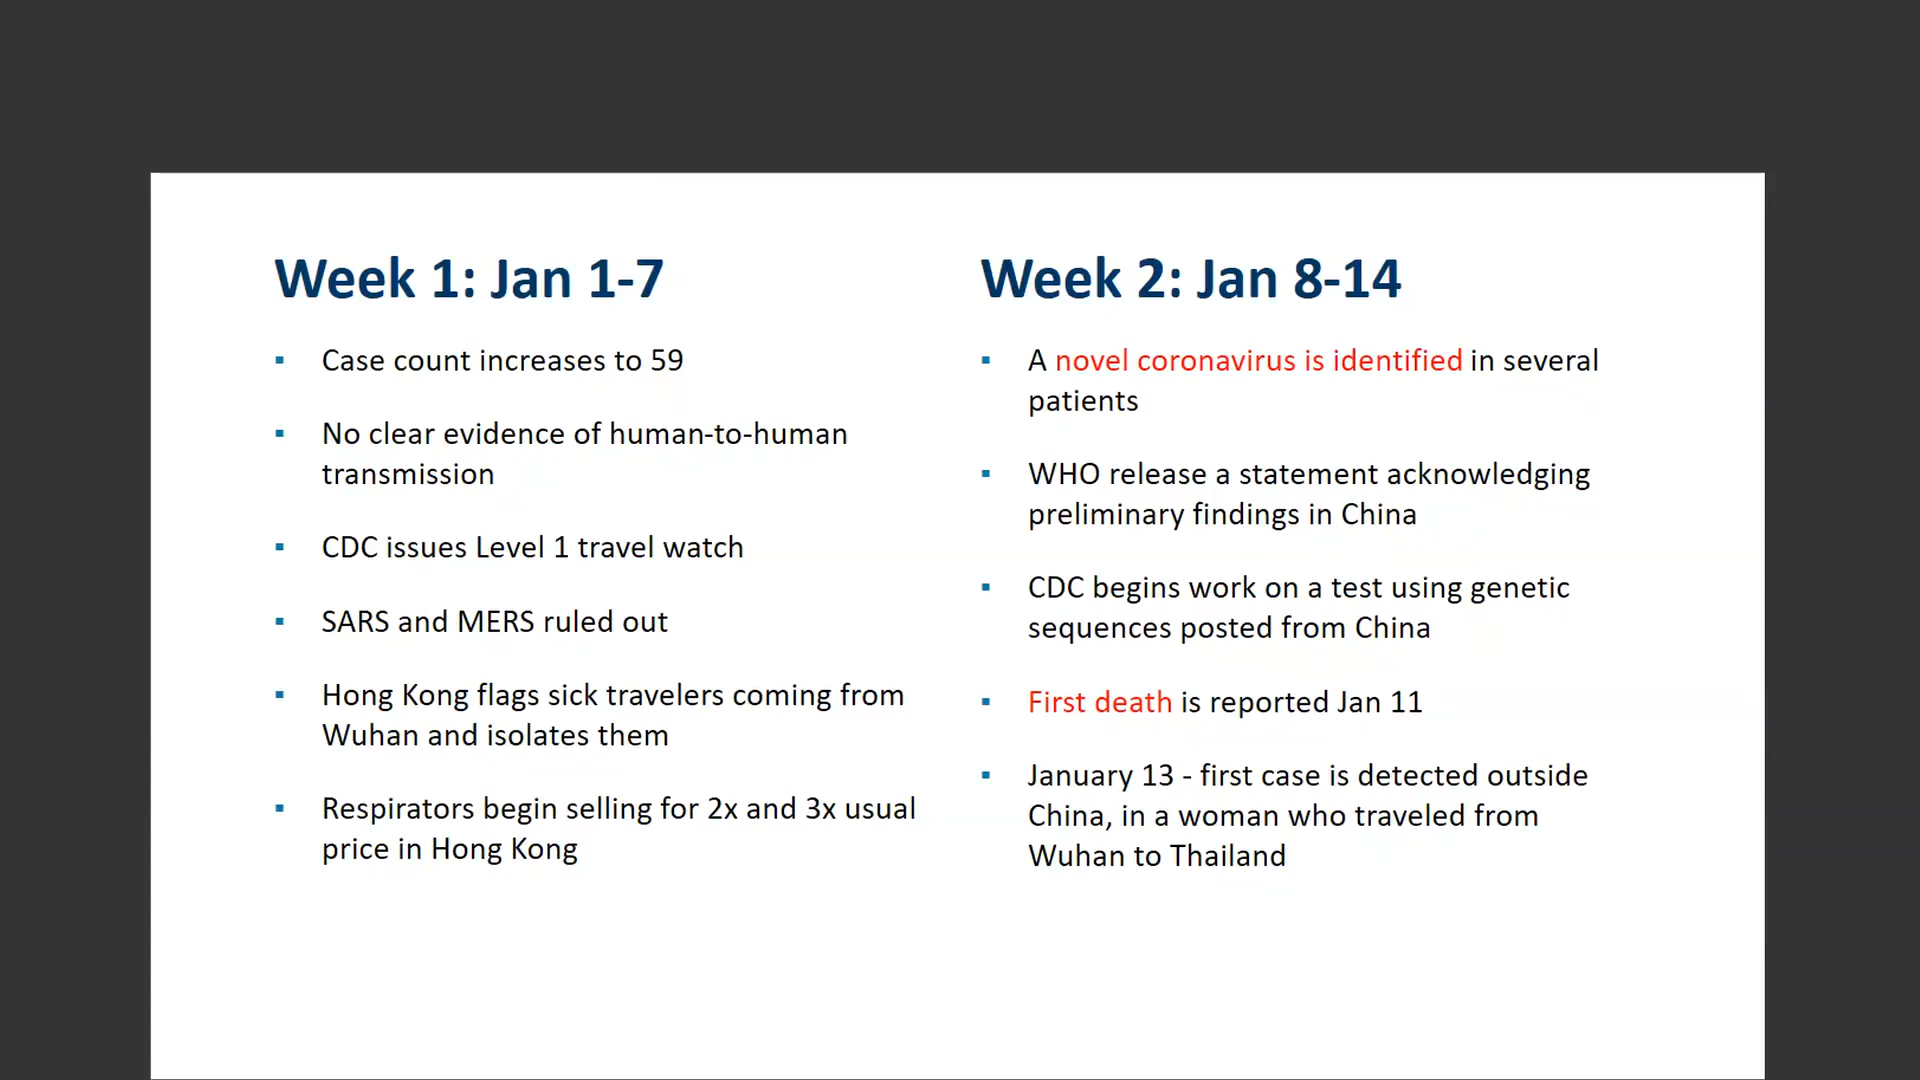 Week 1: Jan 1-7
▪ Case count increases to 59
▪ No clear evidence of human-to-human
transmission
▪ CDC issues Level 1 travel watch
▪ SARS and MERS ruled out
▪ Hong Kong flags sick travelers coming from
Wuhan and isolates them
▪ Respirators begin selling for 2x and 3x usual
price in Hong Kong
Week 2: Jan 8-14
▪ A novel coronavirus is identified in several
patients
▪ WHO release a statement acknowledging
preliminary findings in China
▪ CDC begins work on a test using genetic
sequences posted from China
▪ First death is reported Jan 11
▪ January 13 - first case is detected outside
China, in a woman who traveled from
Wuhan to Thailand